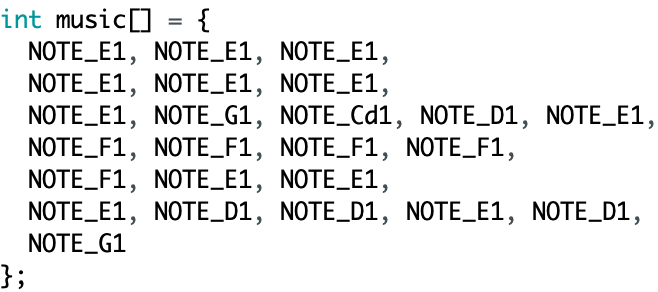 int music[] = {
  NOTE_E1, NOTE_E1, NOTE_E1,
  NOTE_E1, NOTE_E1, NOTE_E1,
  NOTE_E1, NOTE_G1, NOTE_Cd1, NOTE_D1, NOTE_E1,
  NOTE_F1, NOTE_F1, NOTE_F1, NOTE_F1,
  NOTE_F1, NOTE_E1, NOTE_E1,
  NOTE_E1, NOTE_D1, NOTE_D1, NOTE_E1, NOTE_D1,
  NOTE_G1
};